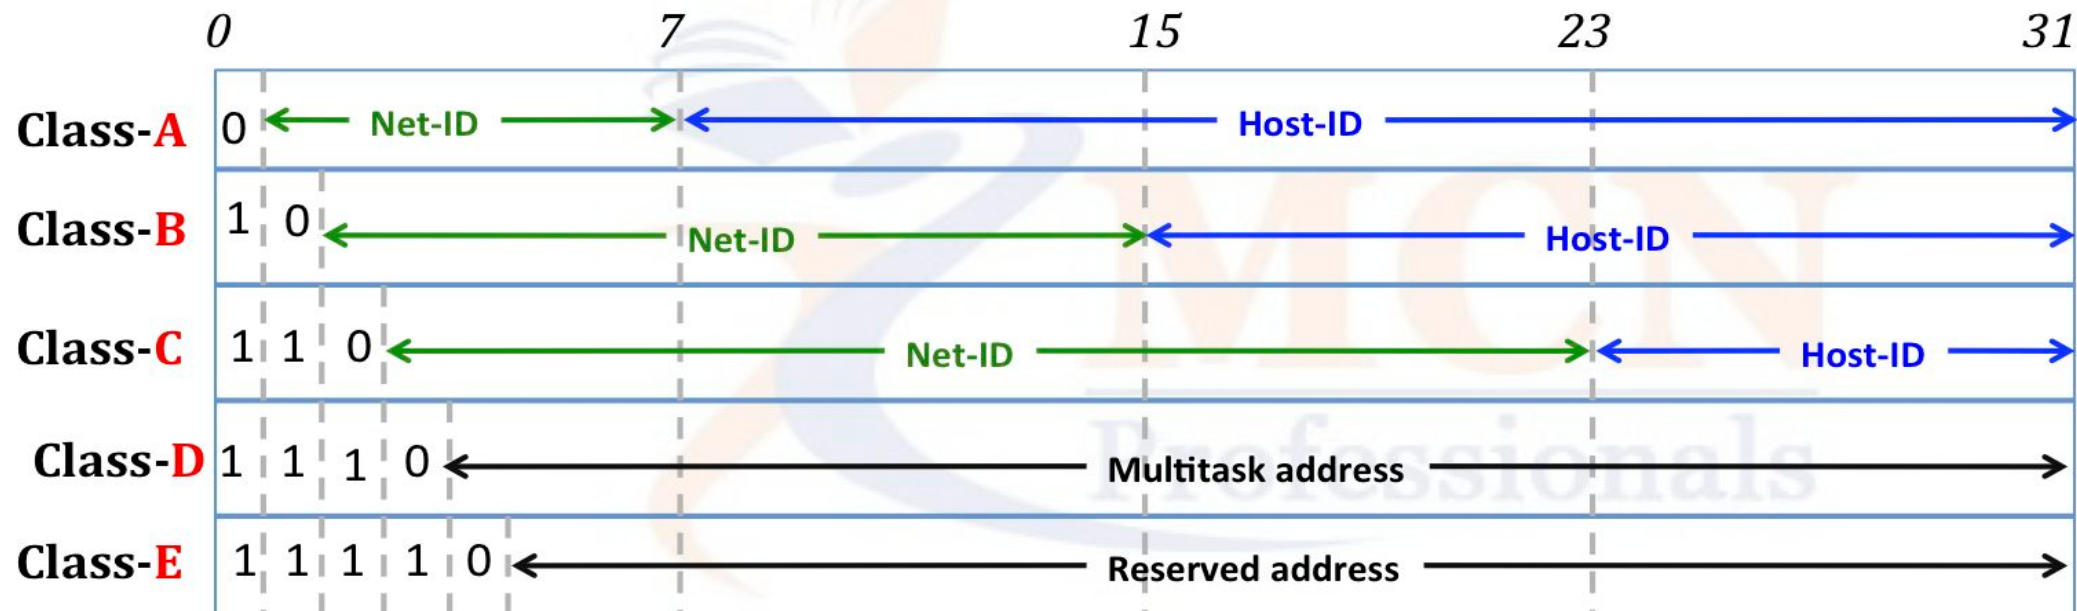 0 7 15 23 31
Class-A 0 Net-ID Host-ID
Class-B 1 0 Net-ID Host-ID
Class-C 1 1 0 Net-ID Host-ID
Class-D 1 1 1 0 Multitask address
Class-E 1 1 1 1 0 Reserved address
MCN
Professionals